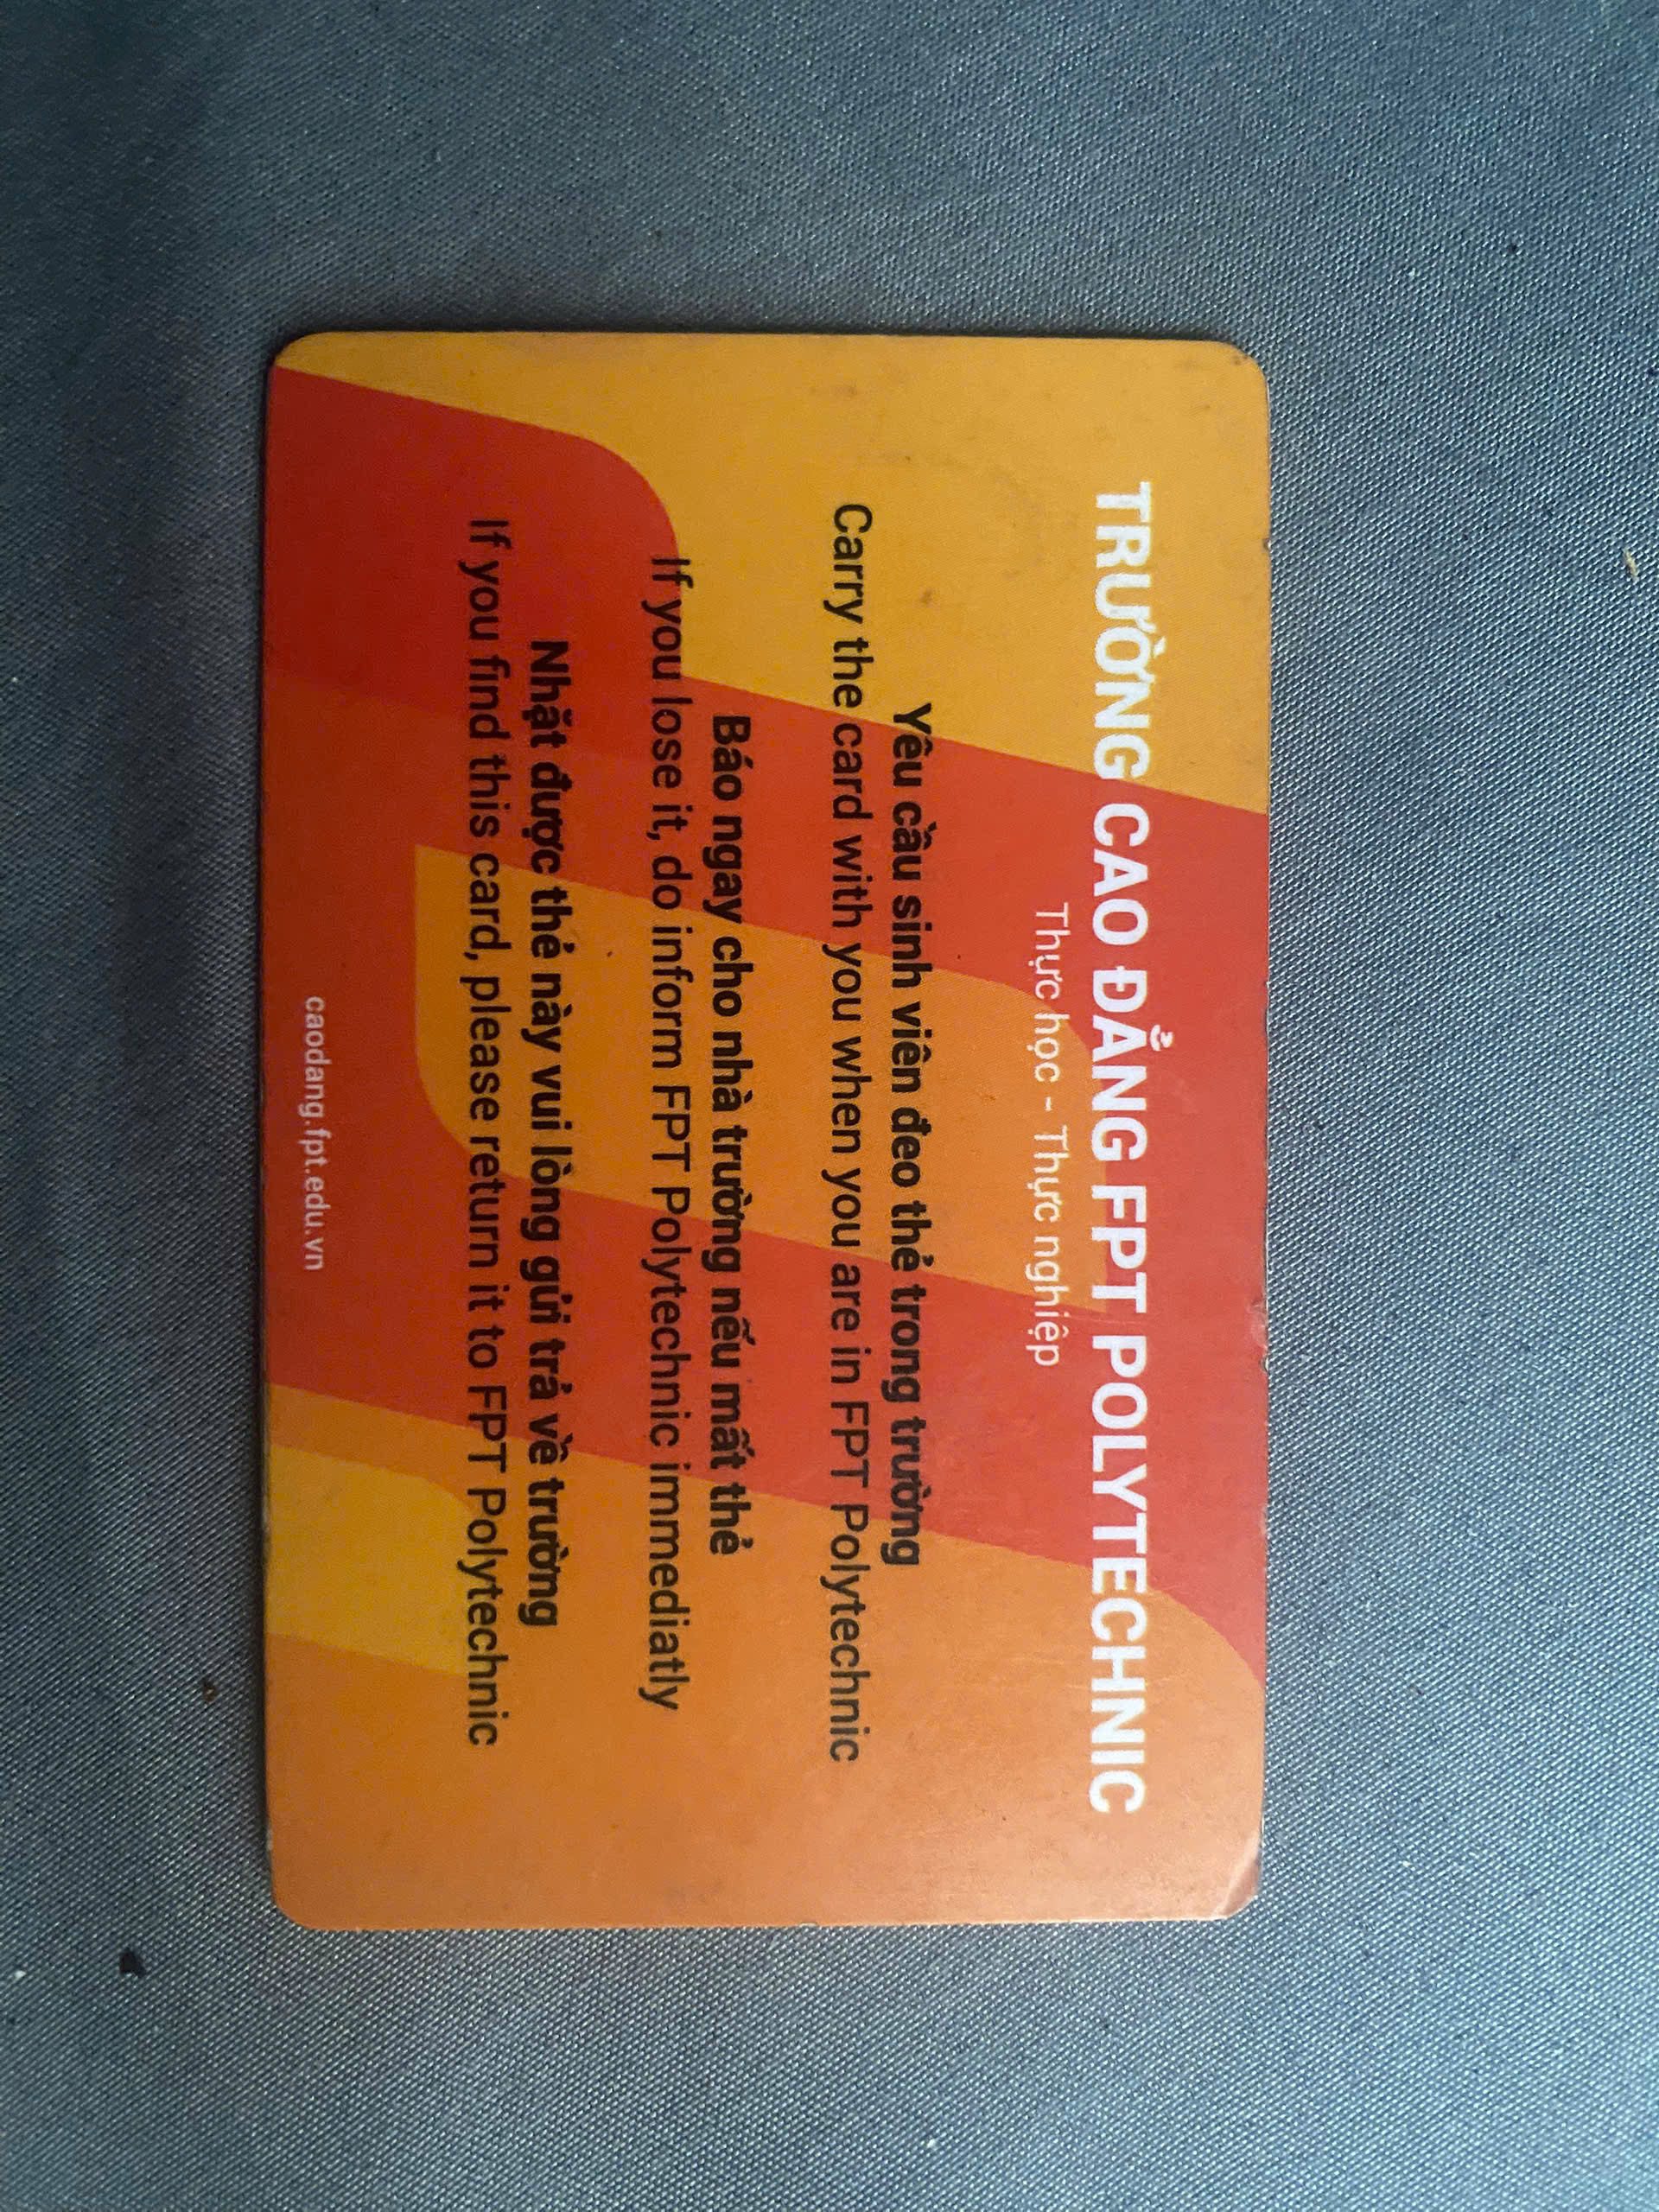 TRƯỜNG CAO ĐẲNG FPT POLYTECHNIC
Thực học - Thực nghiệp
Yêu cầu sinh viên đeo thẻ trong trường
Carry the card with you when you are in FPT Polytechnic
Báo ngay cho nhà trường nếu mất thẻ
If you lose it, do inform FPT Polytechnic immediatly
Nhặt được thẻ này vui lòng gửi trả về trường
If you find this card, please return it to FPT Polytechnic
caodang.fpt.edu.vn